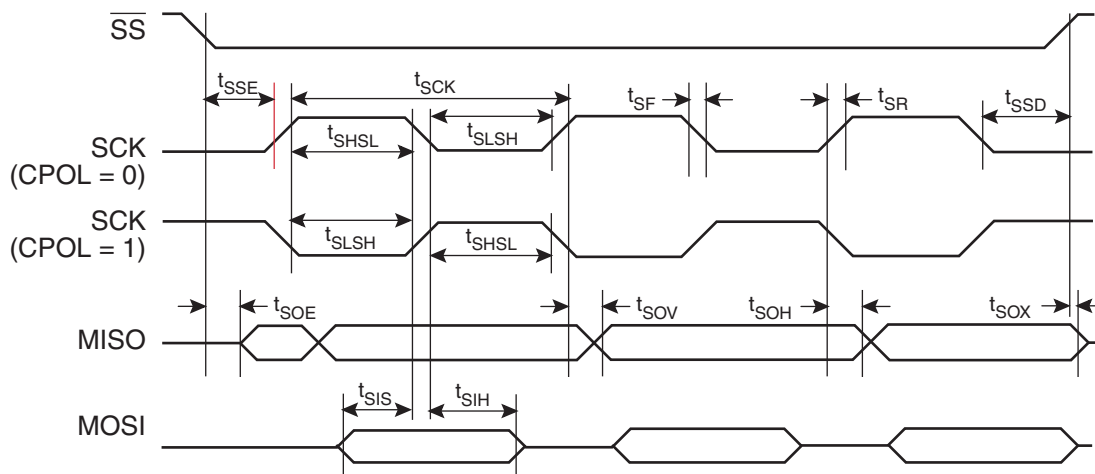 SS
tSSE
tSCK
tSF
tSR
tSSD
SCK
(CPOL = 0)
tSHSL
tSLSH
SCK
(CPOL = 1)
tSLSH
tSHSL
tSOE
tSOV
tSOH
tSOX
MISO
tSIS
tSIH
MOSI